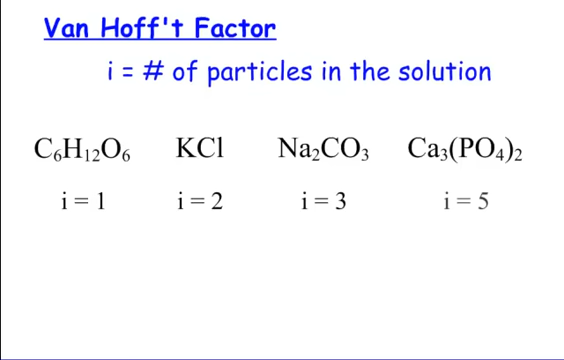 Van Hoff't Factor
i = # of particles in the solution
C₆H₁₂O₆ KCl Na₂CO₃ Ca₃(PO₄)₂
i = 1 i = 2 i = 3 i = 5